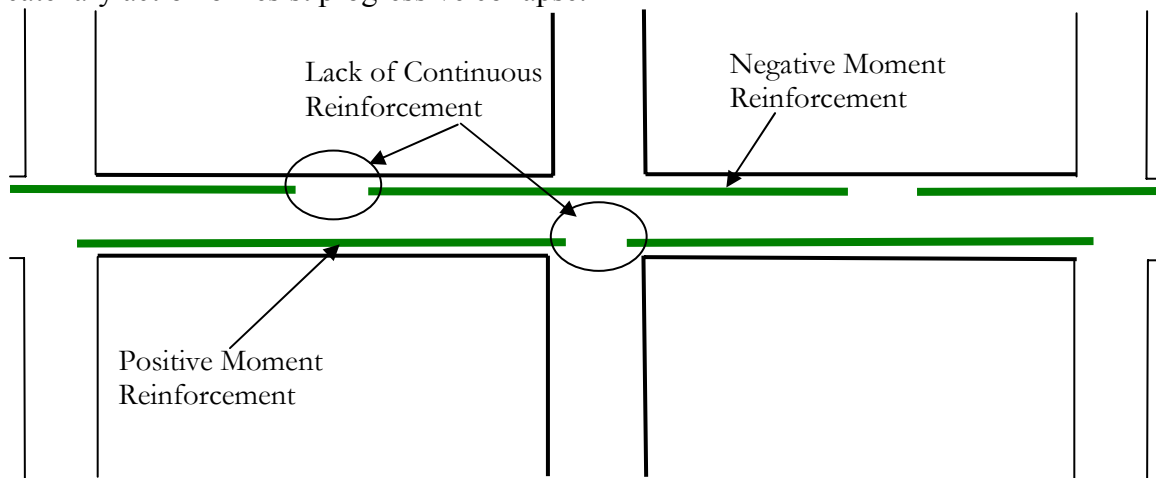 Lack of Continuous
Reinforcement
Negative Moment
Reinforcement
Positive Moment
Reinforcement